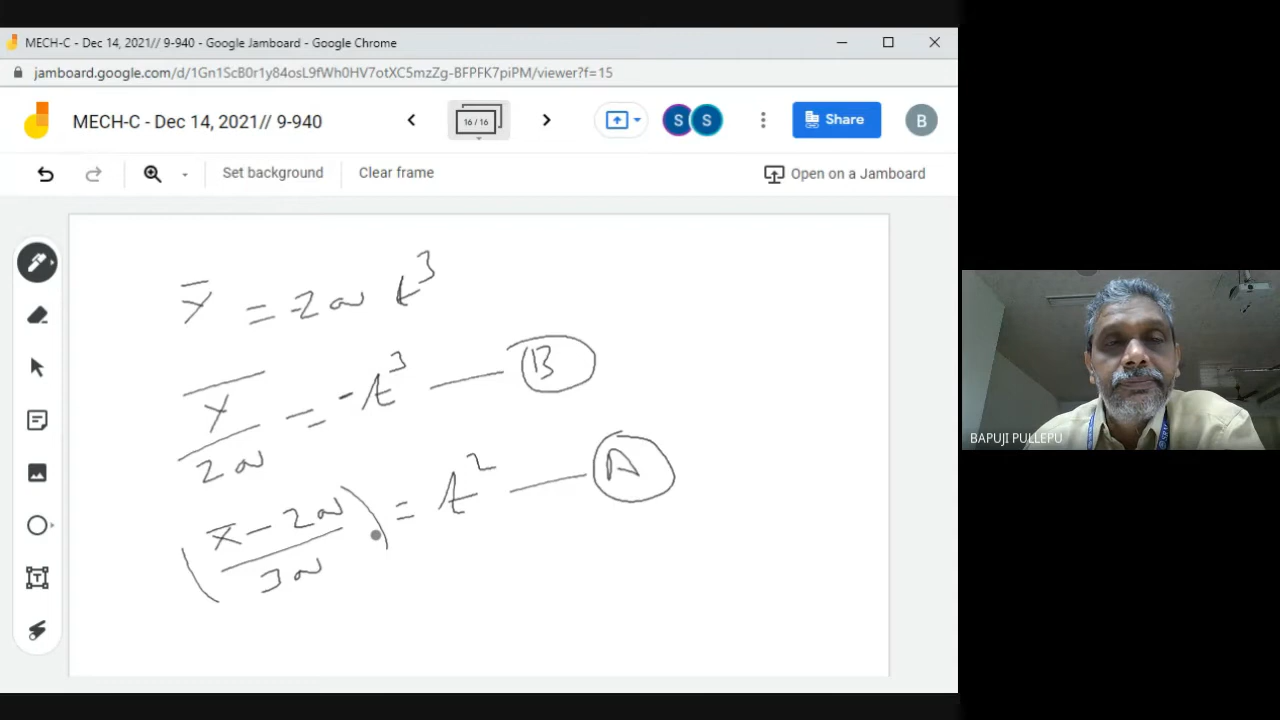 MECH-C - Dec 14, 2021// 9-940 - Google Jamboard - Google Chrome
jamboard.google.com/d/1Gn1ScB0r1y84osL9fWh0HV7otXC5mzZg-BFPFK7piPM/viewer?f=15
MECH-C - Dec 14, 2021// 9-940
16 / 16
S S
Share
B
Set background
Clear frame
Open on a Jamboard
ȳ = -2a t³
ȳ/2a = -t³ — B
(x̄ - 2a / 3a) = t² — A
BAPUJI PULLEPU